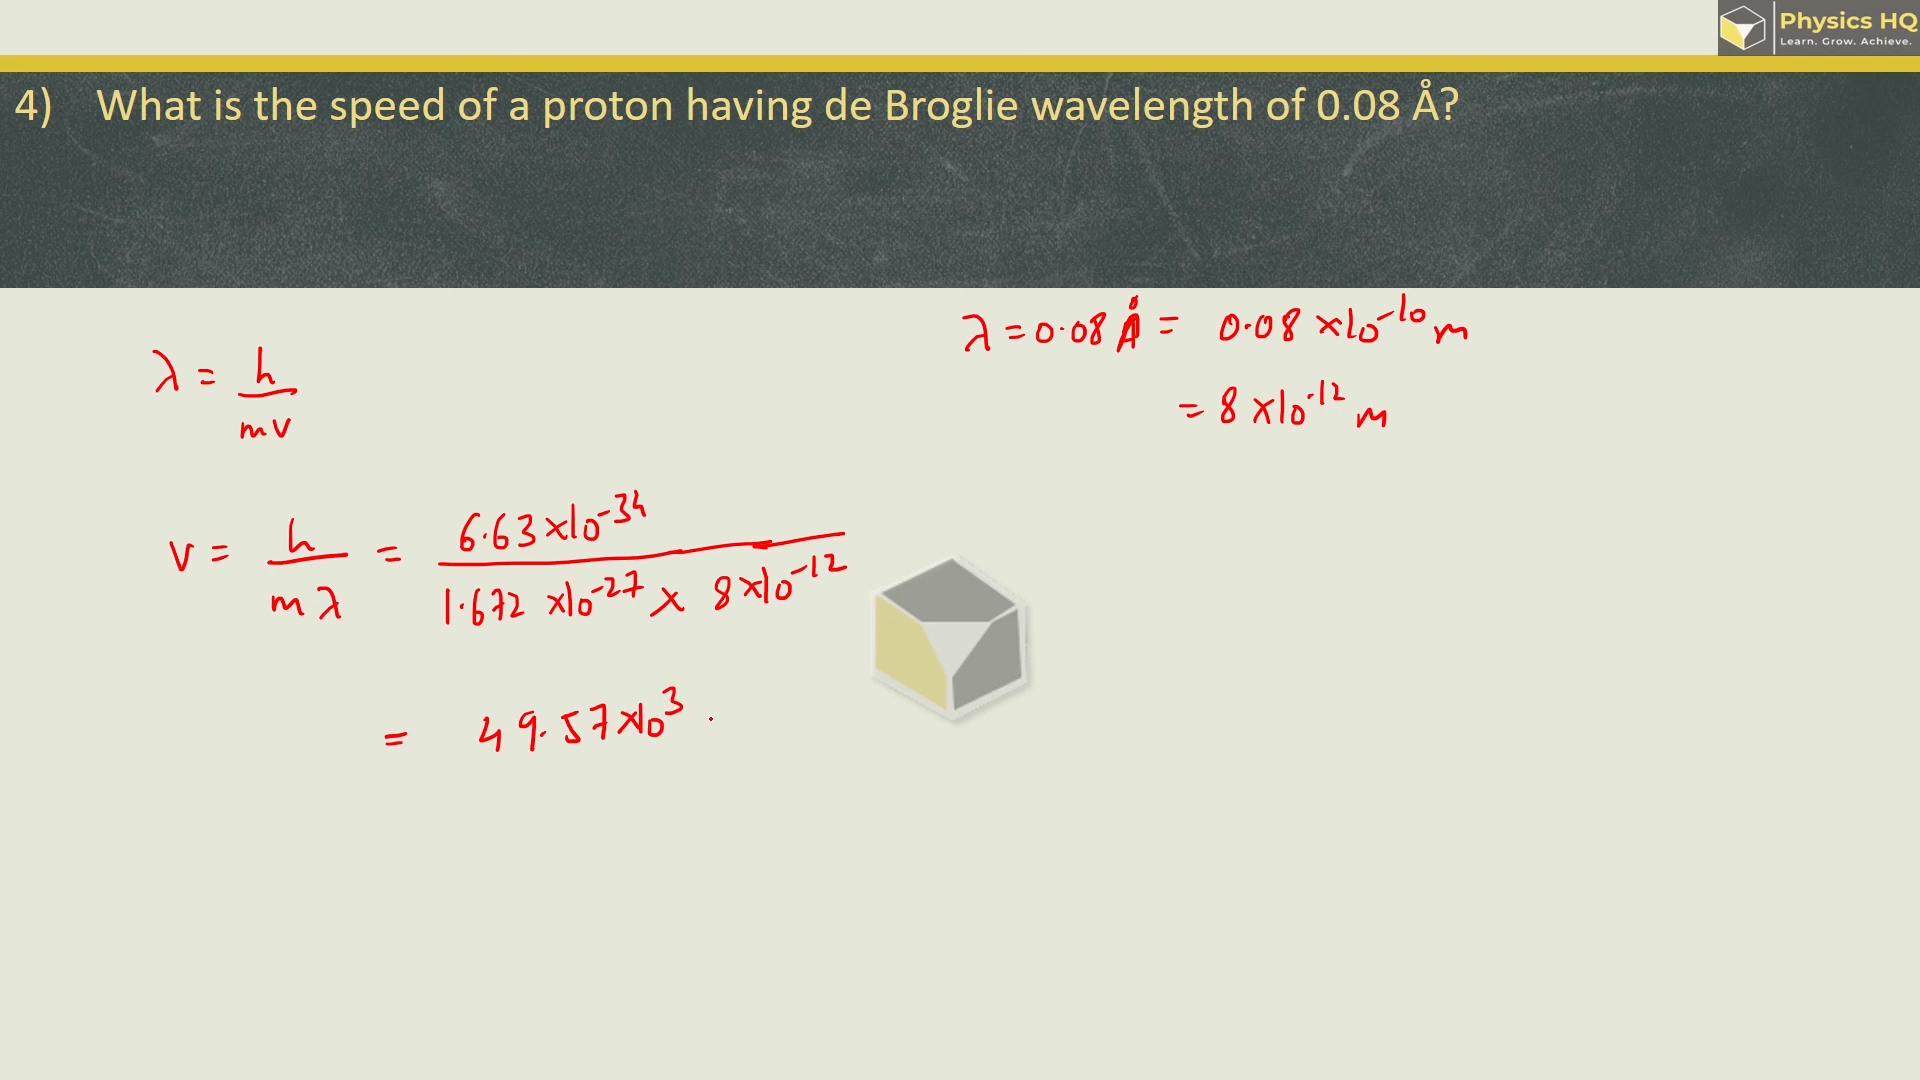 Physics HQ
Learn. Grow. Achieve.
4) What is the speed of a proton having de Broglie wavelength of 0.08 Å?
λ = 0.08 Å = 0.08 × 10⁻¹⁰ m
= 8 × 10⁻¹² m
λ = h / mv
v = h / mλ = 6.63 × 10⁻³⁴ / 1.672 × 10⁻²⁷ × 8 × 10⁻¹²
= 49.57 × 10³ .